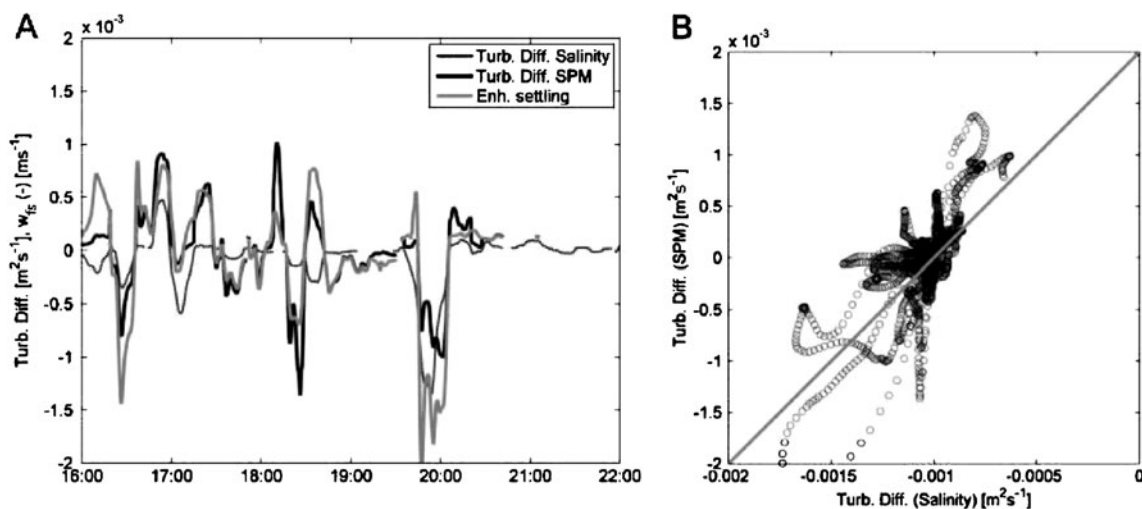 A
x 10⁻³
2
1.5
1
0.5
0
-0.5
-1
-1.5
-2
Turb. Diff. [m²s⁻¹], w_fs (-) [ms⁻¹]
Turb. Diff. Salinity
Turb. Diff. SPM
Enh. settling
16:00 17:00 18:00 19:00 20:00 21:00 22:00
B
x 10⁻³
2
1.5
1
0.5
0
-0.5
-1
-1.5
-2
Turb. Diff. (SPM) [m²s⁻¹]
-0.002 -0.0015 -0.001 -0.0005 0
Turb. Diff. (Salinity) [m²s⁻¹]